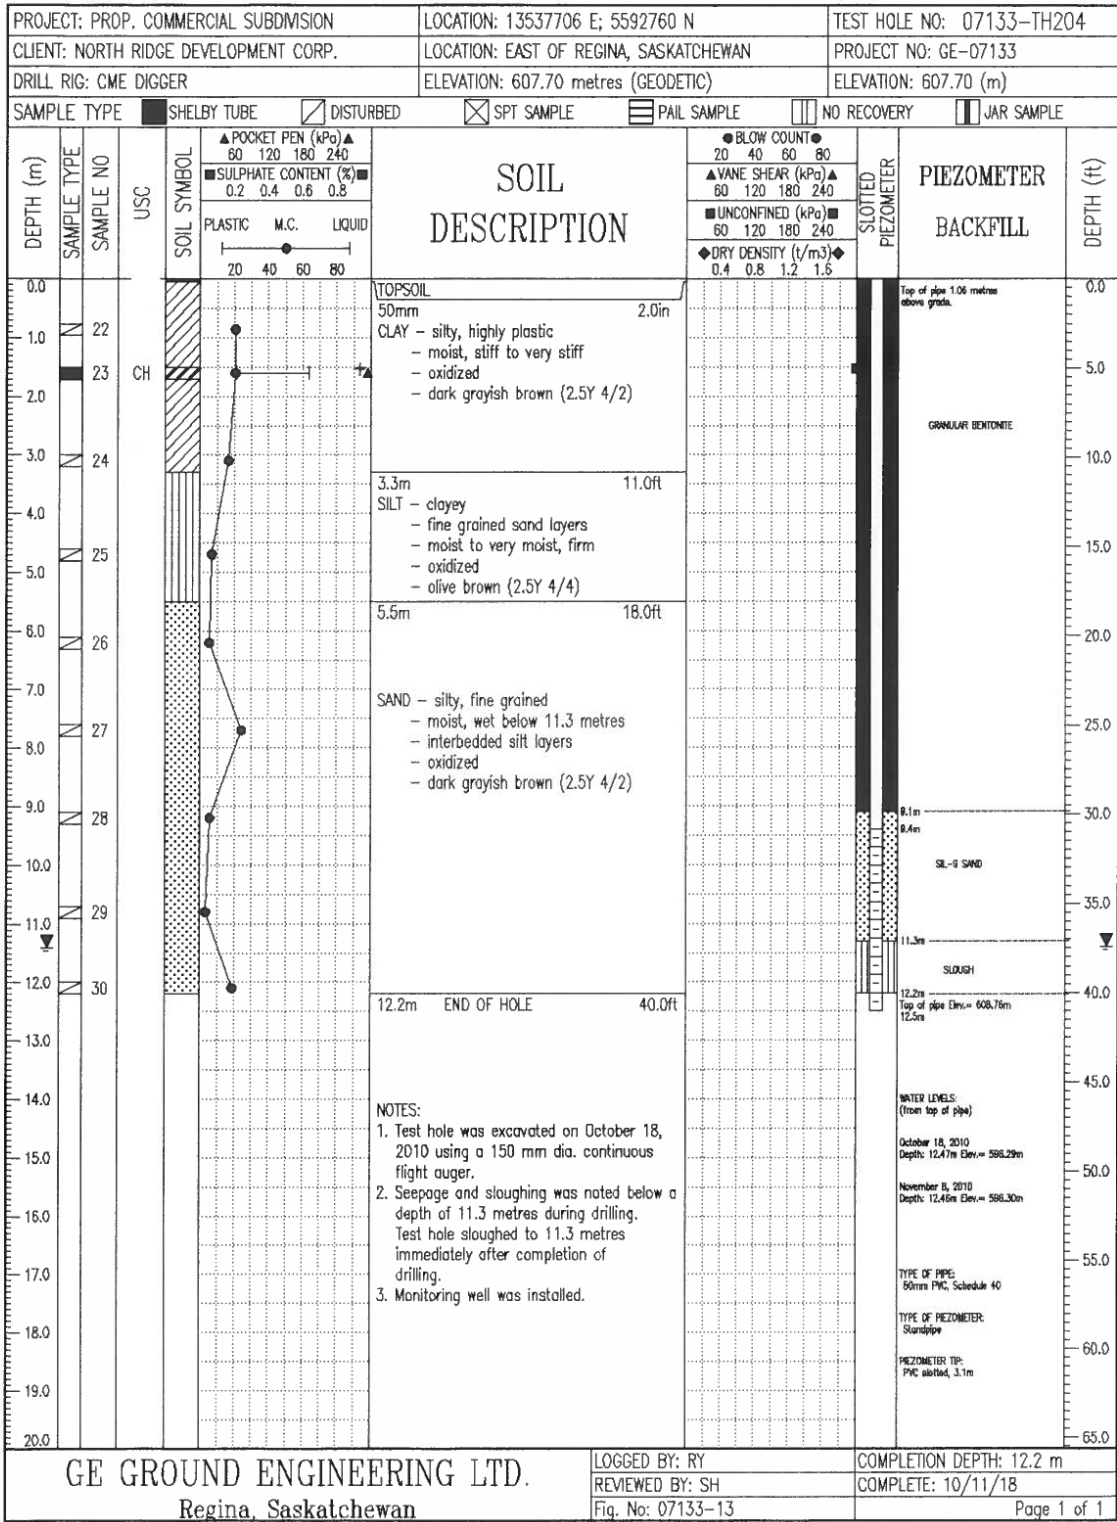 PROJECT: PROP. COMMERCIAL SUBDIVISION
LOCATION: 13537706 E; 5592760 N
TEST HOLE NO: 07133-TH204
CLIENT: NORTH RIDGE DEVELOPMENT CORP.
LOCATION: EAST OF REGINA, SASKATCHEWAN
PROJECT NO: GE-07133
DRILL RIG: CME DIGGER
ELEVATION: 607.70 metres (GEODETIC)
ELEVATION: 607.70 (m)
SAMPLE TYPE
SHELBY TUBE
DISTURBED
SPT SAMPLE
PAIL SAMPLE
NO RECOVERY
JAR SAMPLE
DEPTH (m)
SAMPLE TYPE
SAMPLE NO
USC
SOIL SYMBOL
▲POCKET PEN (kPa)▲
60 120 180 240
■SULPHATE CONTENT (%)■
0.2 0.4 0.6 0.8
PLASTIC M.C. LIQUID
20 40 60 80
SOIL
DESCRIPTION
●BLOW COUNT●
20 40 60 80
▲VANE SHEAR (kPa)▲
60 120 180 240
■UNCONFINED (kPa)■
60 120 180 240
◆DRY DENSITY (t/m3)◆
0.4 0.8 1.2 1.6
SLOTTED
PIEZOMETER
PIEZOMETER
BACKFILL
DEPTH (ft)
0.0
1.0
2.0
3.0
4.0
5.0
6.0
7.0
8.0
9.0
10.0
11.0
12.0
13.0
14.0
15.0
16.0
17.0
18.0
19.0
20.0
22
23
24
25
26
27
28
29
30
CH
TOPSOIL
50mm 2.0in
CLAY - silty, highly plastic
- moist, stiff to very stiff
- oxidized
- dark grayish brown (2.5Y 4/2)
3.3m 11.0ft
SILT - clayey
- fine grained sand layers
- moist to very moist, firm
- oxidized
- olive brown (2.5Y 4/4)
5.5m 18.0ft
SAND - silty, fine grained
- moist, wet below 11.3 metres
- interbedded silt layers
- oxidized
- dark grayish brown (2.5Y 4/2)
12.2m END OF HOLE 40.0ft
NOTES:
1. Test hole was excavated on October 18,
2010 using a 150 mm dia. continuous
flight auger.
2. Seepage and sloughing was noted below a
depth of 11.3 metres during drilling.
Test hole sloughed to 11.3 metres
immediately after completion of
drilling.
3. Monitoring well was installed.
Top of pipe 1.06 metres
above grade.
GRANULAR BENTONITE
9.1m
9.4m
SIL-9 SAND
11.3m
SLOUGH
12.2m
Top of pipe Elev.= 608.76m
12.5m
WATER LEVELS:
(from top of pipe)
October 18, 2010
Depth: 12.47m Elev.= 596.29m
November 8, 2010
Depth: 12.46m Elev.= 596.30m
TYPE OF PIPE:
50mm PVC, Schedule 40
TYPE OF PIEZOMETER:
Standpipe
PIEZOMETER TIP:
PVC slotted, 3.1m
0.0
5.0
10.0
15.0
20.0
25.0
30.0
35.0
40.0
45.0
50.0
55.0
60.0
65.0
GE GROUND ENGINEERING LTD.
Regina, Saskatchewan
LOGGED BY: RY
REVIEWED BY: SH
Fig. No: 07133-13
COMPLETION DEPTH: 12.2 m
COMPLETE: 10/11/18
Page 1 of 1